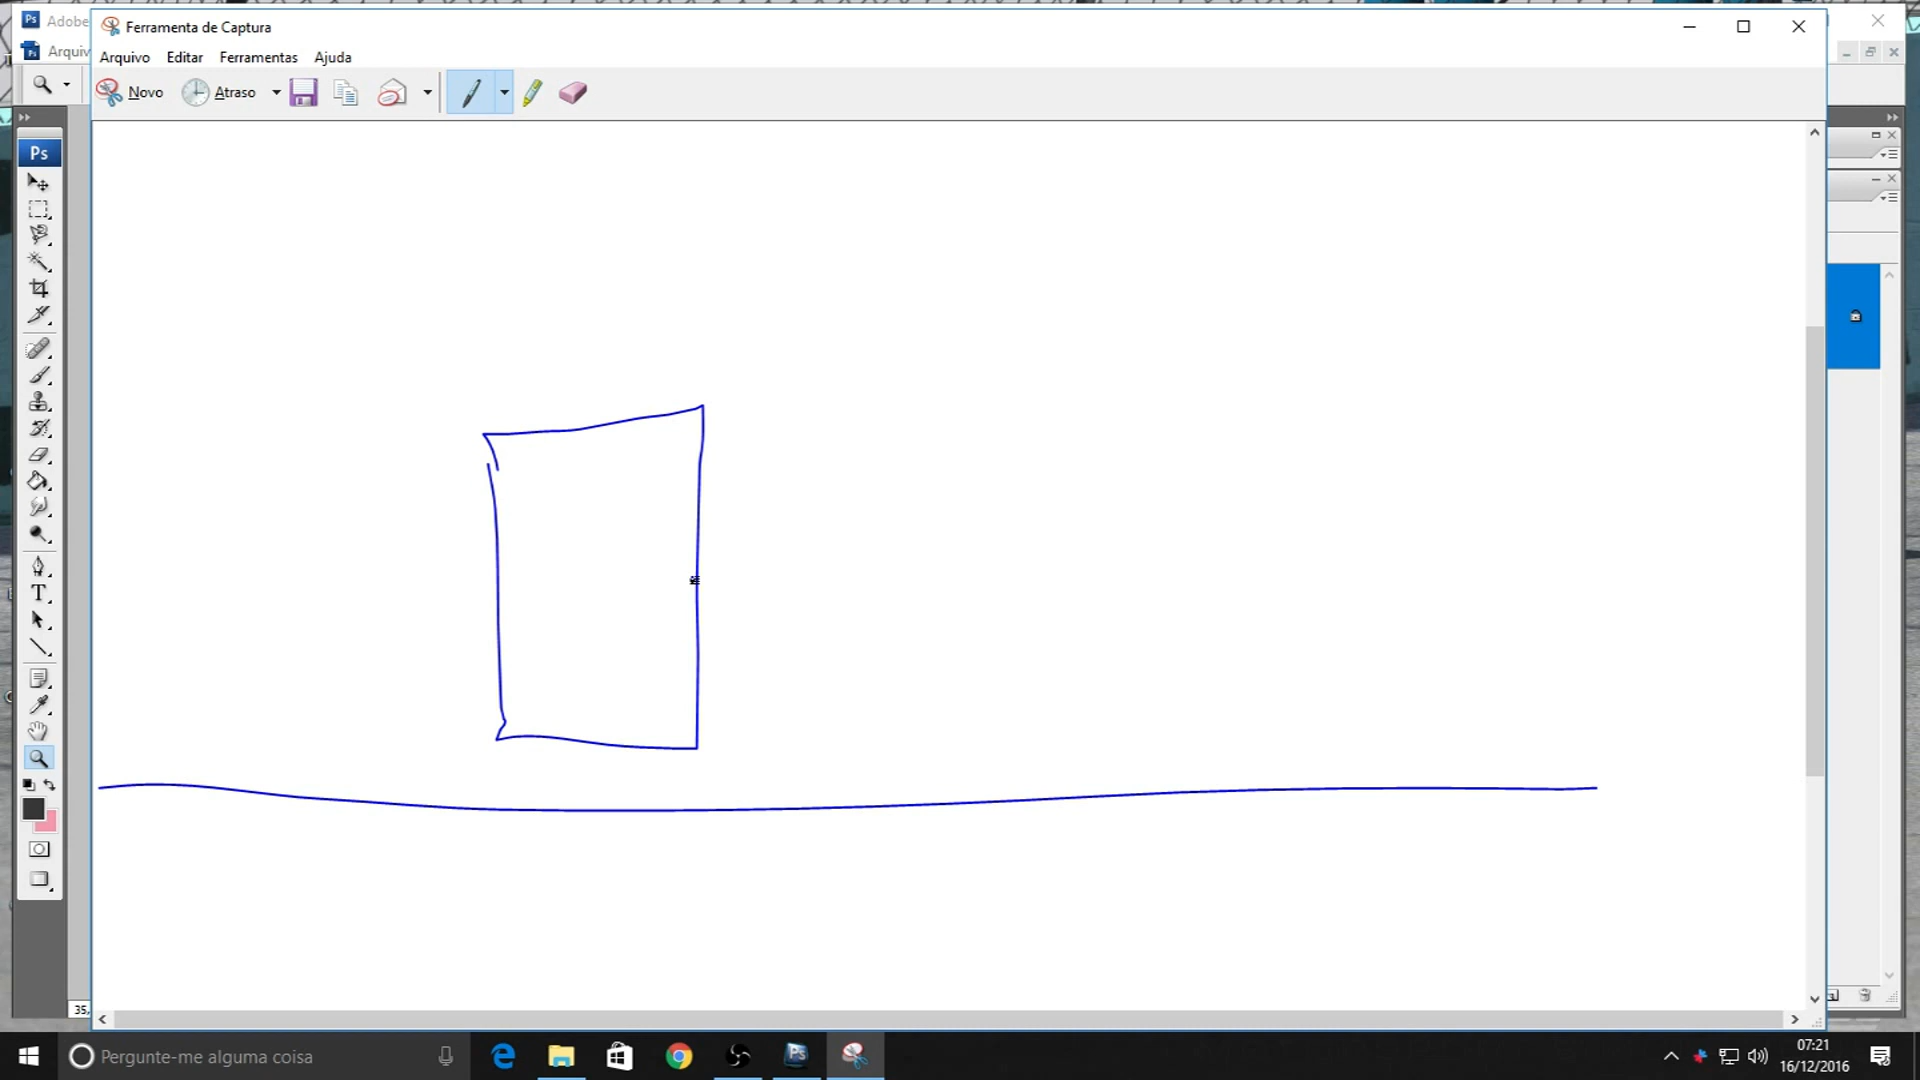 Adobe
Ferramenta de Captura
Arquiv
Arquivo Editar Ferramentas Ajuda
Novo Atraso
Ps
T
35,
Pergunte-me alguma coisa
07:21
16/12/2016